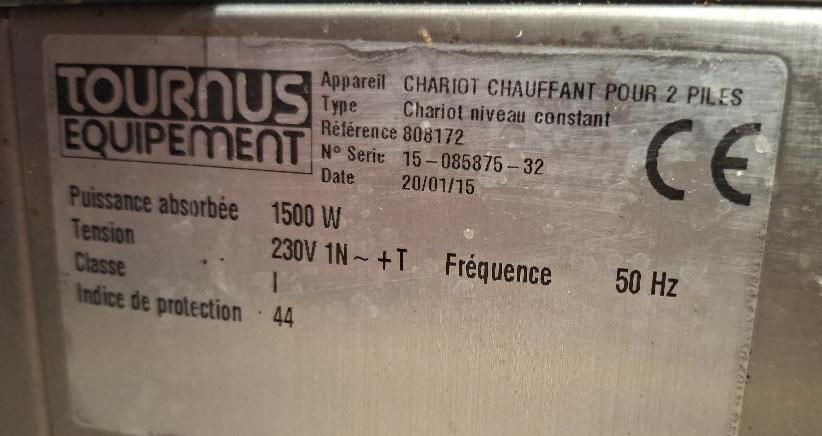 TOURNUS
EQUIPEMENT
Appareil CHARIOT CHAUFFANT POUR 2 PILES
Type Chariot niveau constant
Référence 808172
N° Serie 15-085875-32
Date 20/01/15
CE
Puissance absorbée 1500 W
Tension 230V 1N ~ + T Fréquence 50 Hz
Classe I
Indice de protection 44